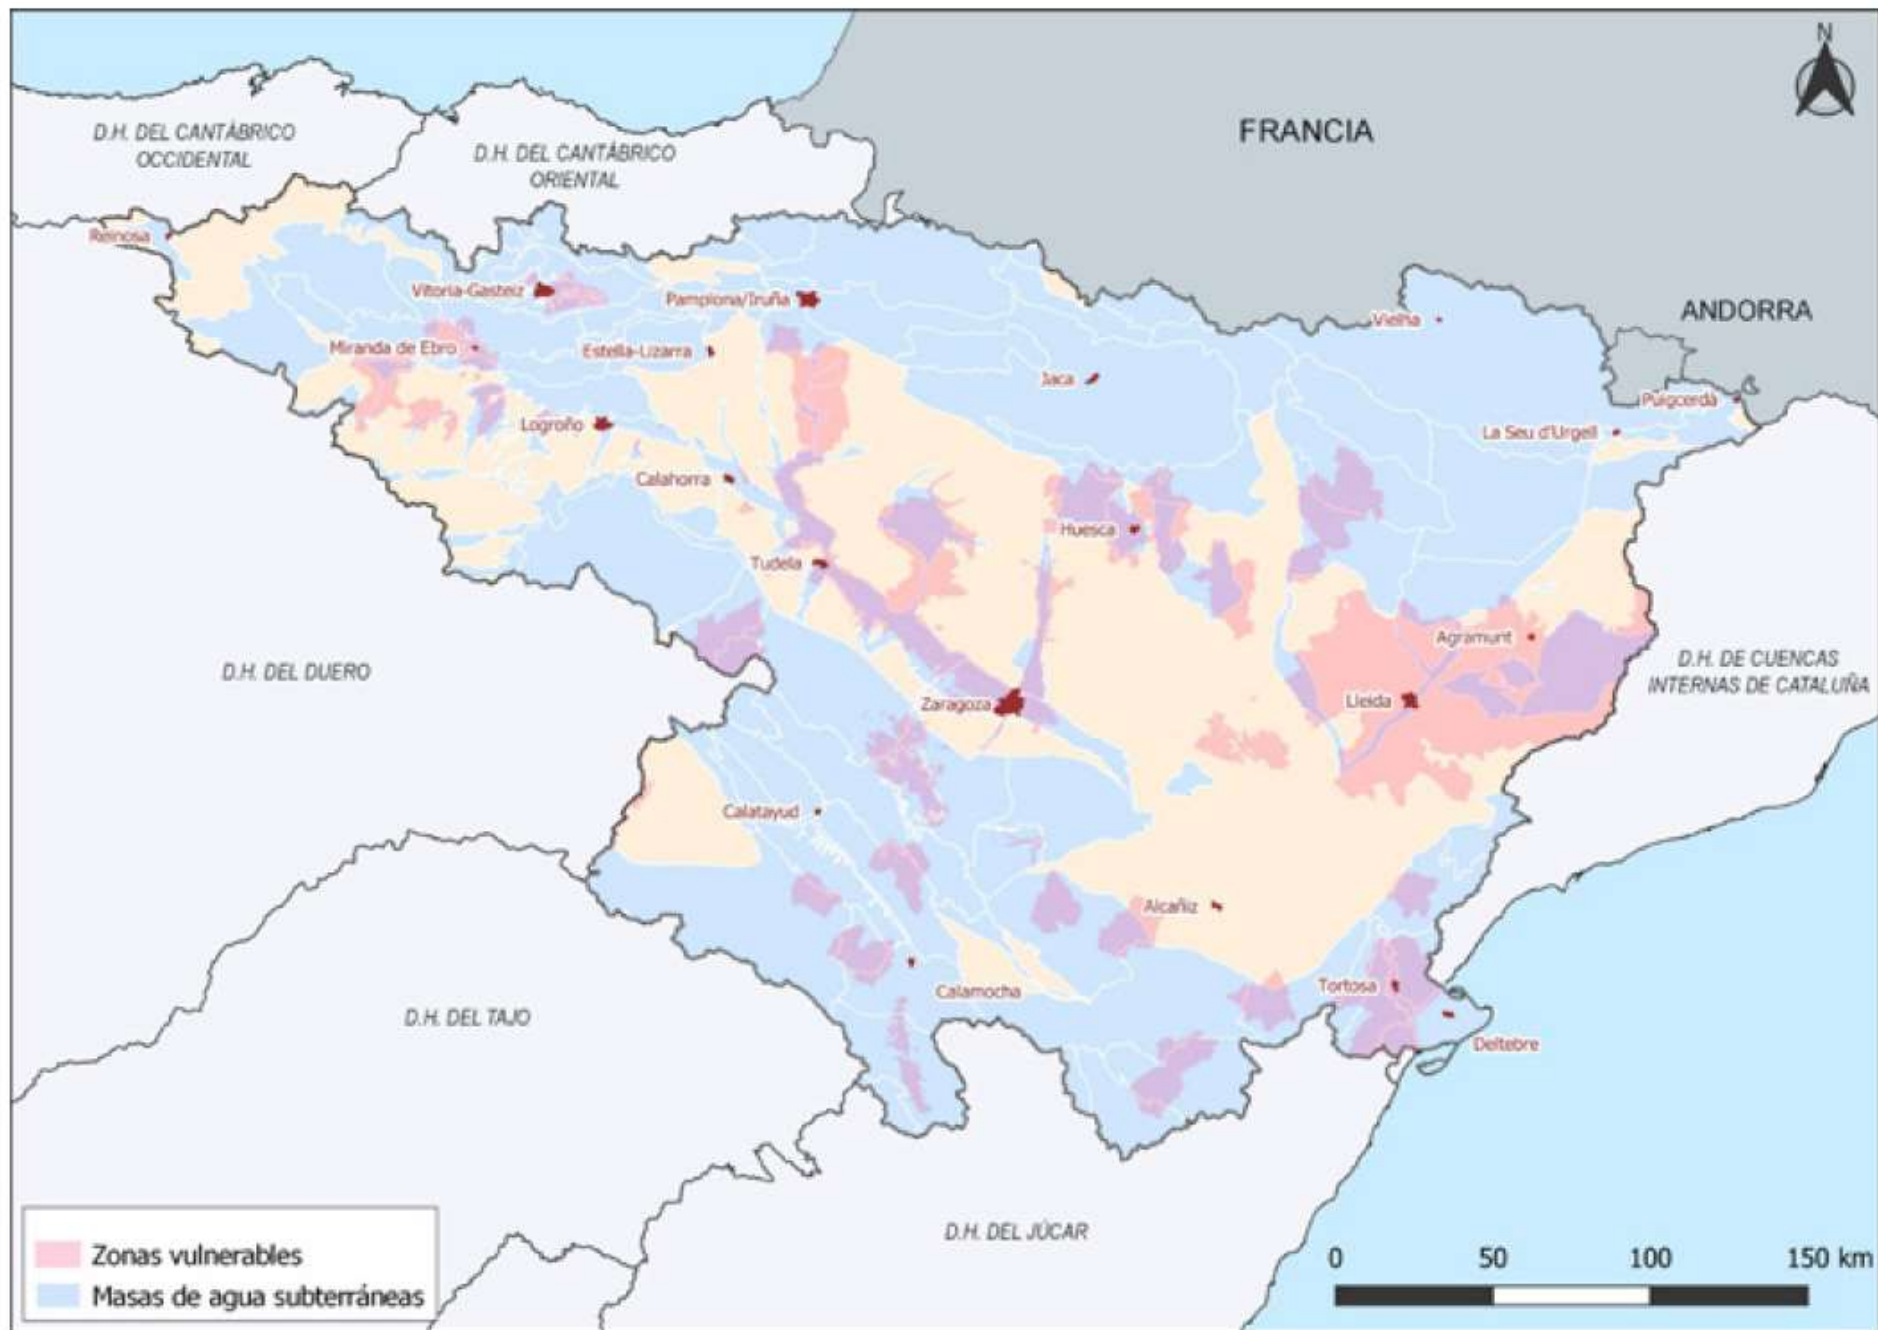 N
FRANCIA
D.H. DEL CANTÁBRICO
OCCIDENTAL
D.H. DEL CANTÁBRICO
ORIENTAL
Reinosa
Vitoria-Gasteiz
Pamplona/Iruña
Vielha
ANDORRA
Miranda de Ebro
Estella-Lizarra
Jaca
Puigcerdà
Logroño
La Seu d'Urgell
Calahorra
Huesca
Tudela
Agramunt
D.H. DEL DUERO
D.H. DE CUENCAS
INTERNAS DE CATALUÑA
Zaragoza
Lleida
Calatayud
Alcañiz
Calamocha
Tortosa
D.H. DEL TAJO
Deltebre
D.H. DEL JÚCAR
Zonas vulnerables
Masas de agua subterráneas
0 50 100 150 km